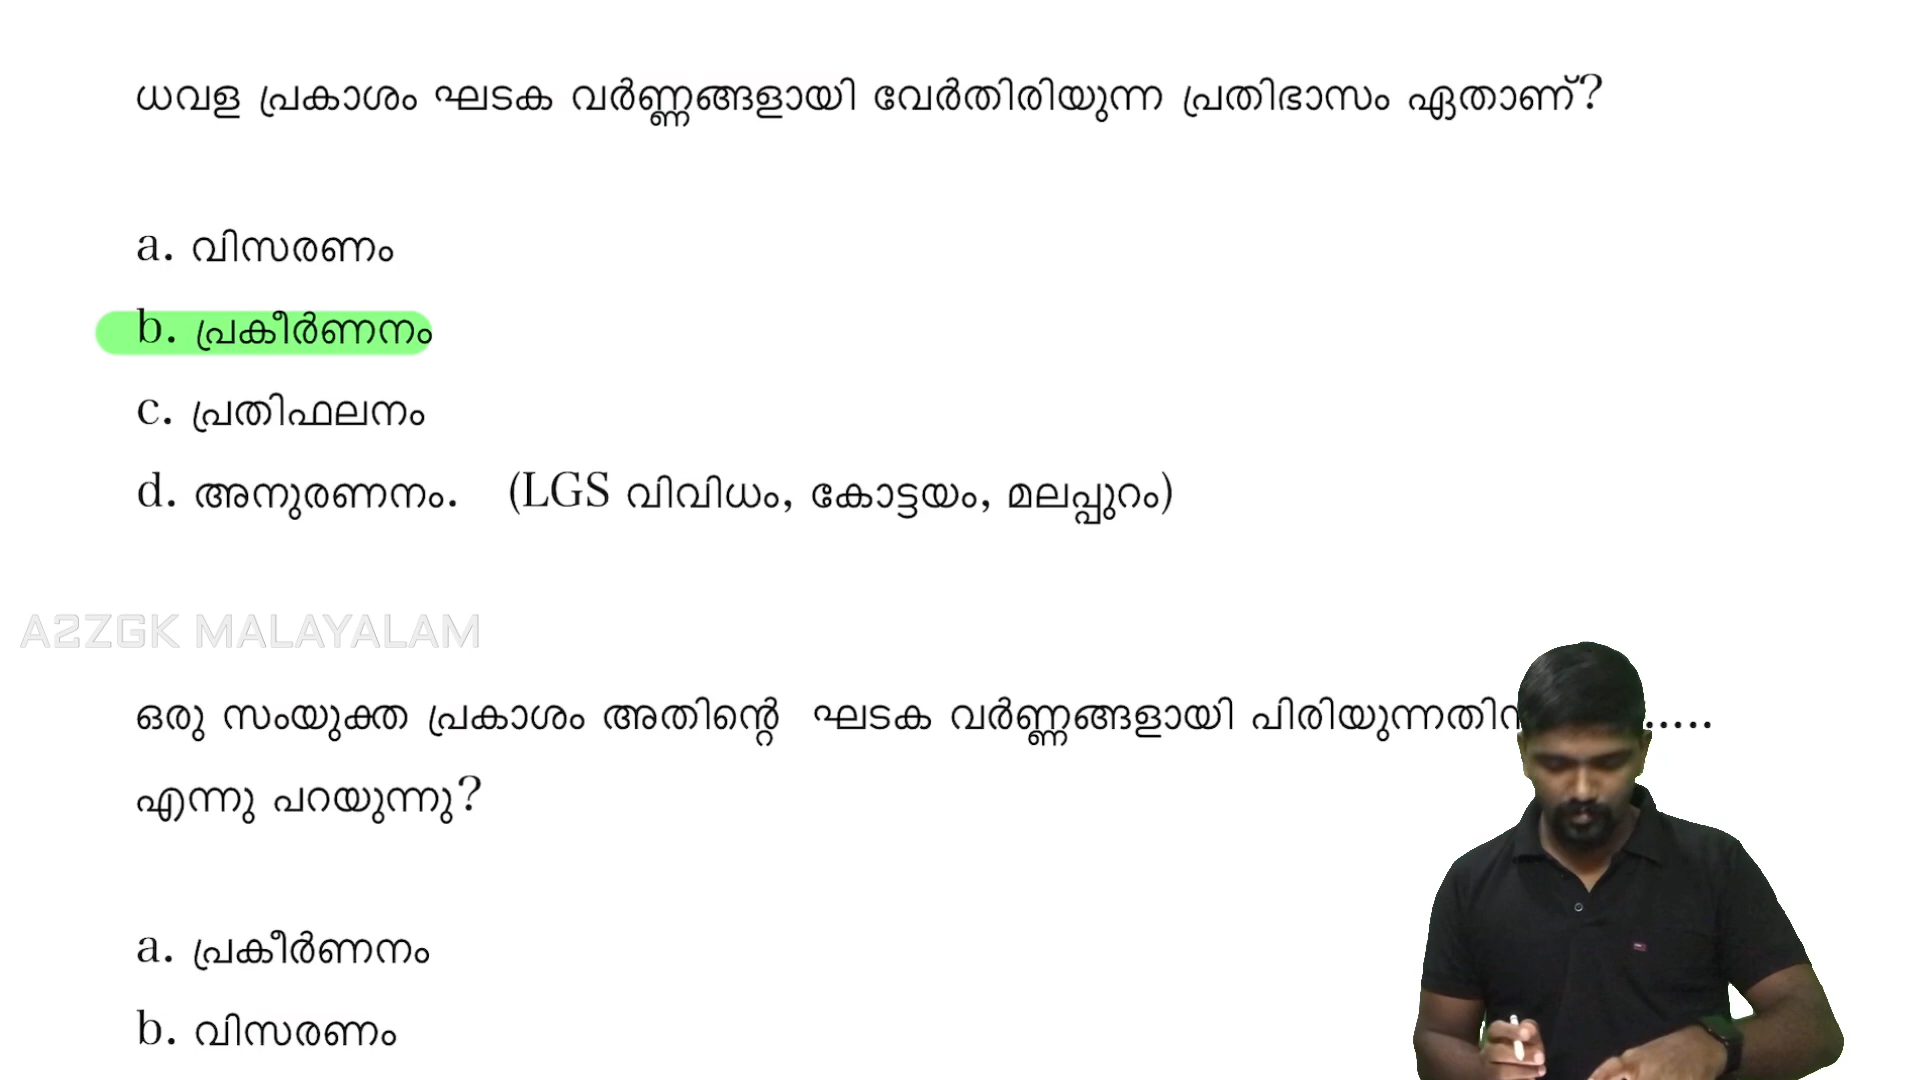 ധവള പ്രകാശം ഘടക വർണ്ണങ്ങളായി വേർതിരിയുന്ന പ്രതിഭാസം ഏതാണ്?
a. വിസരണം
b. പ്രകീർണനം
c. പ്രതിഫലനം
d. അനുരണനം. (LGS വിവിധം, കോട്ടയം, മലപ്പുറം)
A2ZGK MALAYALAM
ഒരു സംയുക്ത പ്രകാശം അതിന്റെ ഘടക വർണ്ണങ്ങളായി .....
എന്നു പറയുന്നു?
a. പ്രകീർണനം
b. വിസരണം